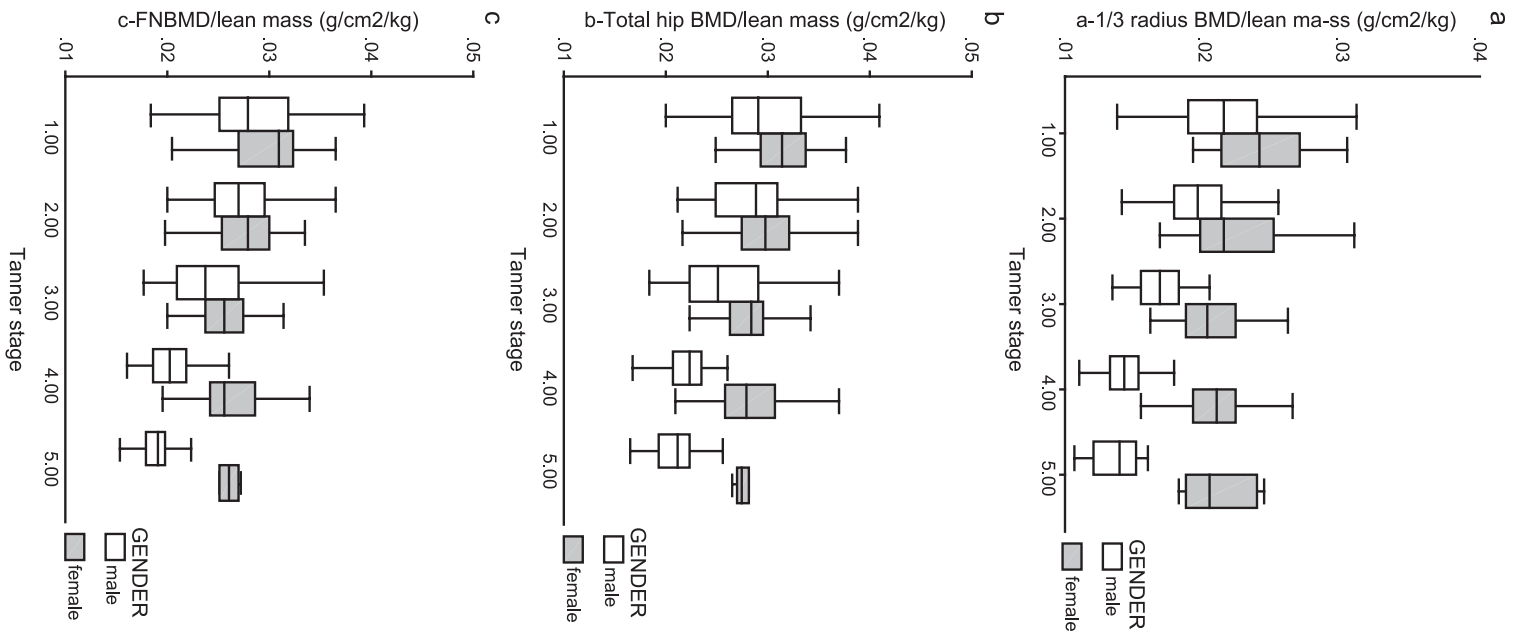 a
a-1/3 radius BMD/lean ma-ss (g/cm2/kg)
.04
.03
.02
.01
1.00
2.00
3.00
4.00
5.00
Tanner stage
GENDER
male
female
b
b-Total hip BMD/lean mass (g/cm2/kg)
.05
.04
.03
.02
.01
1.00
2.00
3.00
4.00
5.00
Tanner stage
GENDER
male
female
c
c-FNBMD/lean mass (g/cm2/kg)
.05
.04
.03
.02
.01
1.00
2.00
3.00
4.00
5.00
Tanner stage
GENDER
male
female